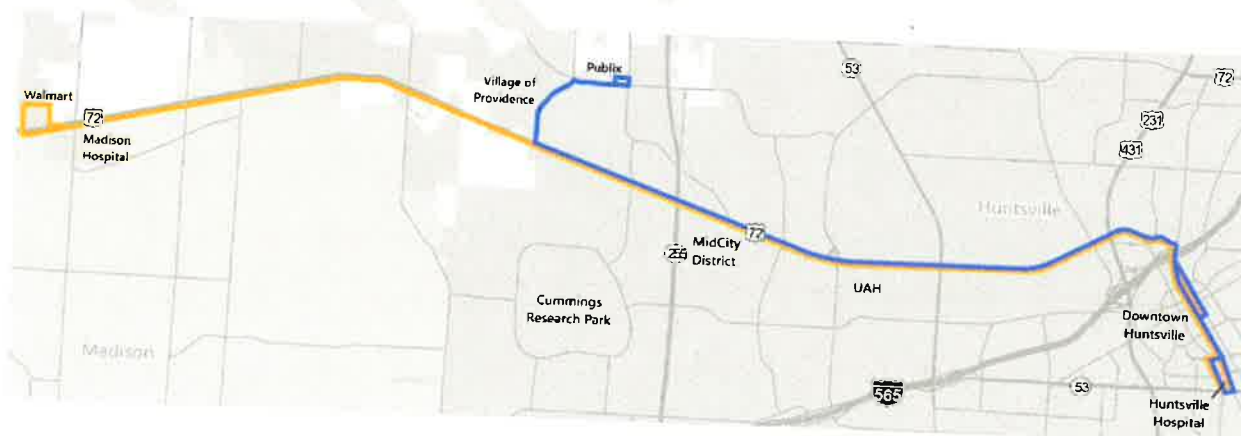 Walmart
72
Madison
Hospital
Village of
Providence
Publix
53
72
231
431
Huntsville
72
MidCity
District
UAH
Cummings
Research Park
Madison
Downtown
Huntsville
565
53
Huntsville
Hospital